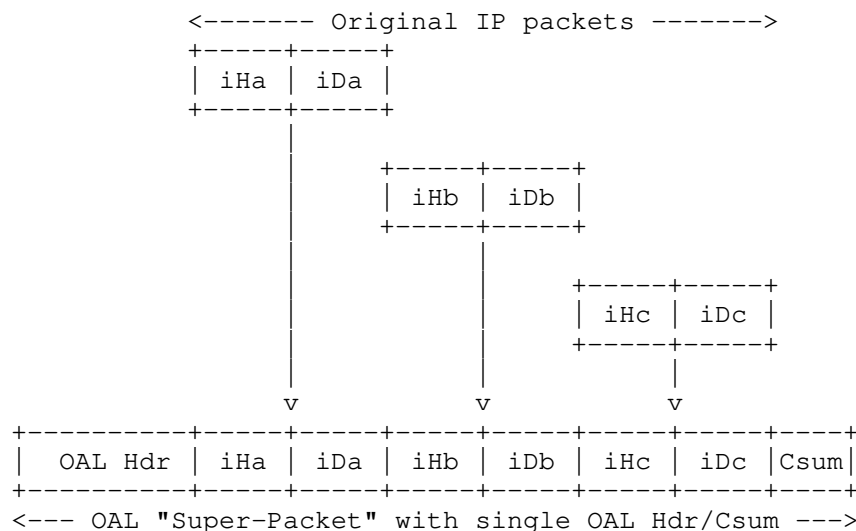 <------- Original IP packets ------->
+-----+-----+
| iHa | iDa |
+-----+-----+
|
| +-----+-----+
| | iHb | iDb |
| +-----+-----+
| |
| | +-----+-----+
| | | iHc | iDc |
| | +-----+-----+
| | |
v v v
+----------+-----+-----+-----+-----+-----+-----+----+
| OAL Hdr | iHa | iDa | iHb | iDb | iHc | iDc |Csum|
+----------+-----+-----+-----+-----+-----+-----+----+
<--- OAL "Super-Packet" with single OAL Hdr/Csum --->